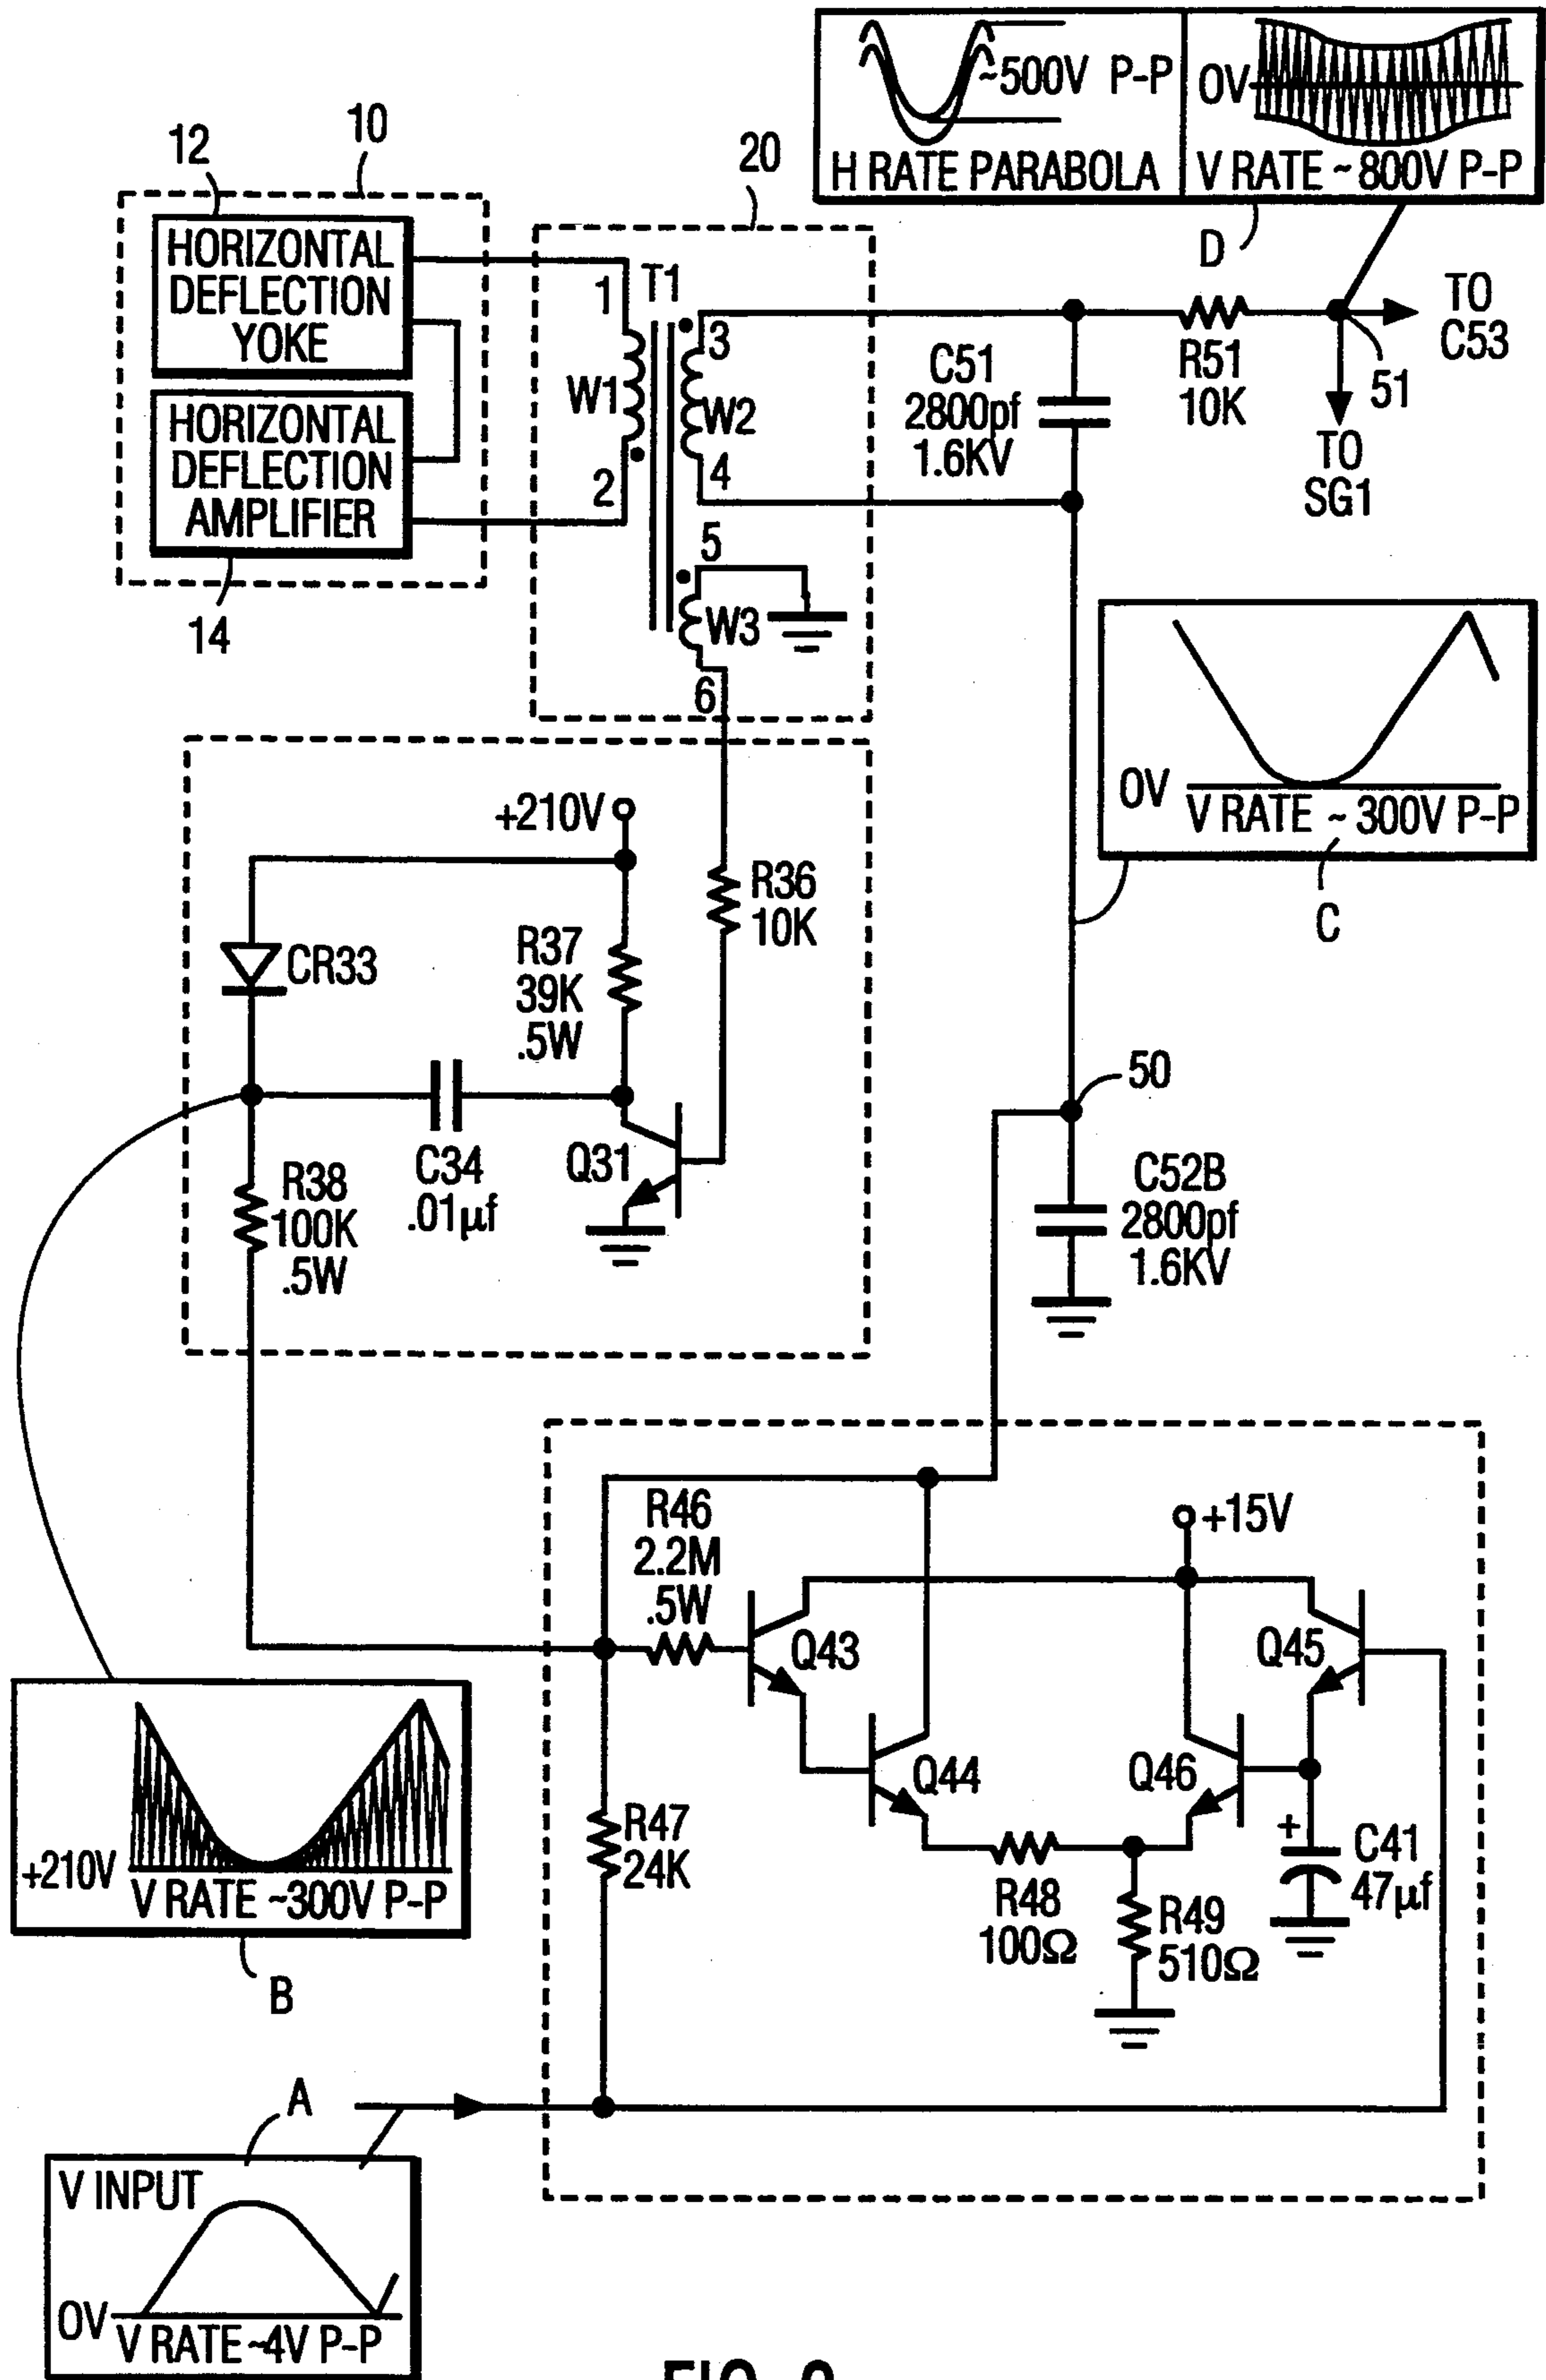 ~500V P-P
H RATE PARABOLA
0V
V RATE ~ 800V P-P
D
10
12
20
HORIZONTAL
DEFLECTION
YOKE
HORIZONTAL
DEFLECTION
AMPLIFIER
14
1
T1
3
W1
W2
2
4
5
W3
6
C51
2800pf
1.6KV
R51
10K
51
TO
C53
TO
SG1
0V
V RATE ~ 300V P-P
C
+210V
R36
10K
CR33
R37
39K
.5W
C34
.01µf
Q31
R38
100K
.5W
50
C52B
2800pf
1.6KV
R46
2.2M
.5W
+15V
Q43
Q45
Q44
Q46
R47
24K
R48
100Ω
R49
510Ω
+
C41
47µf
+210V
V RATE ~300V P-P
B
A
V INPUT
0V
V RATE ~4V P-P